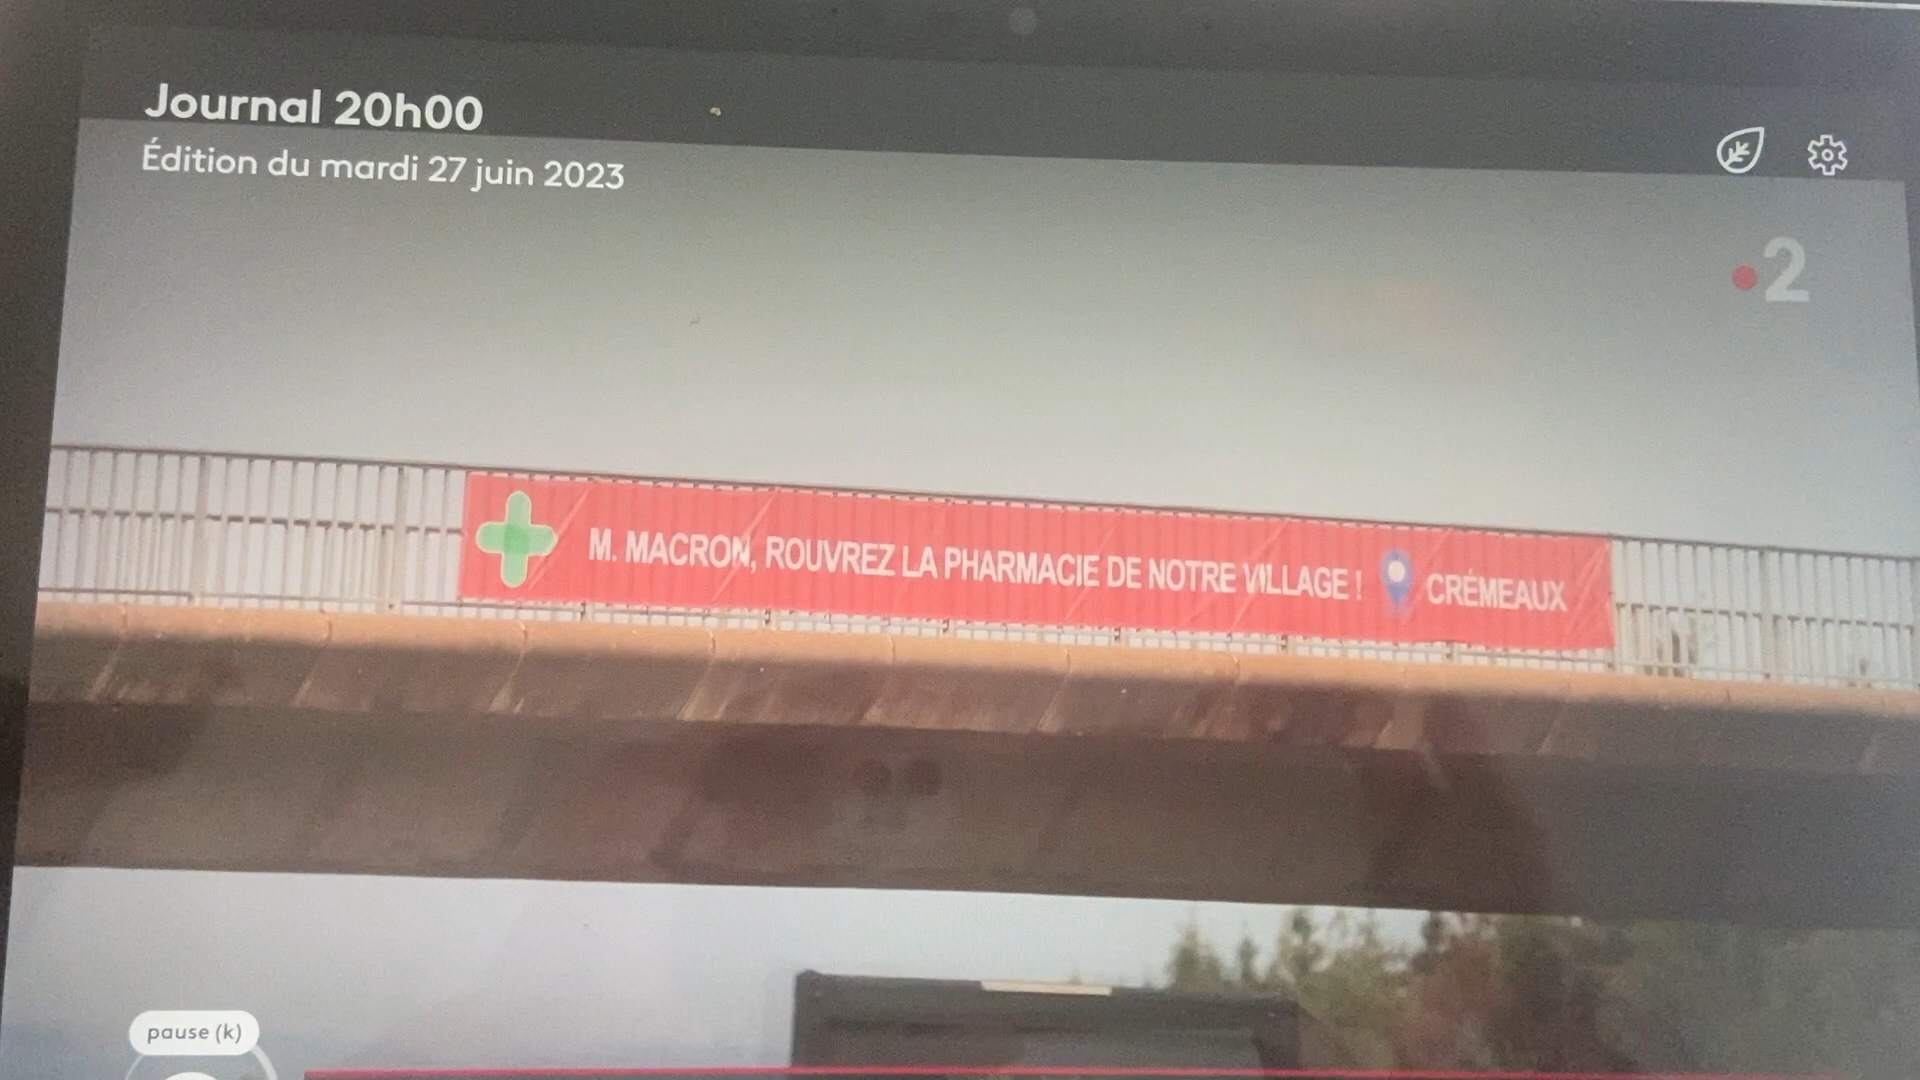 Journal 20h00
Édition du mardi 27 juin 2023
2
M. MACRON, ROUVREZ LA PHARMACIE DE NOTRE VILLAGE ! CRÉMEAUX
pause (k)